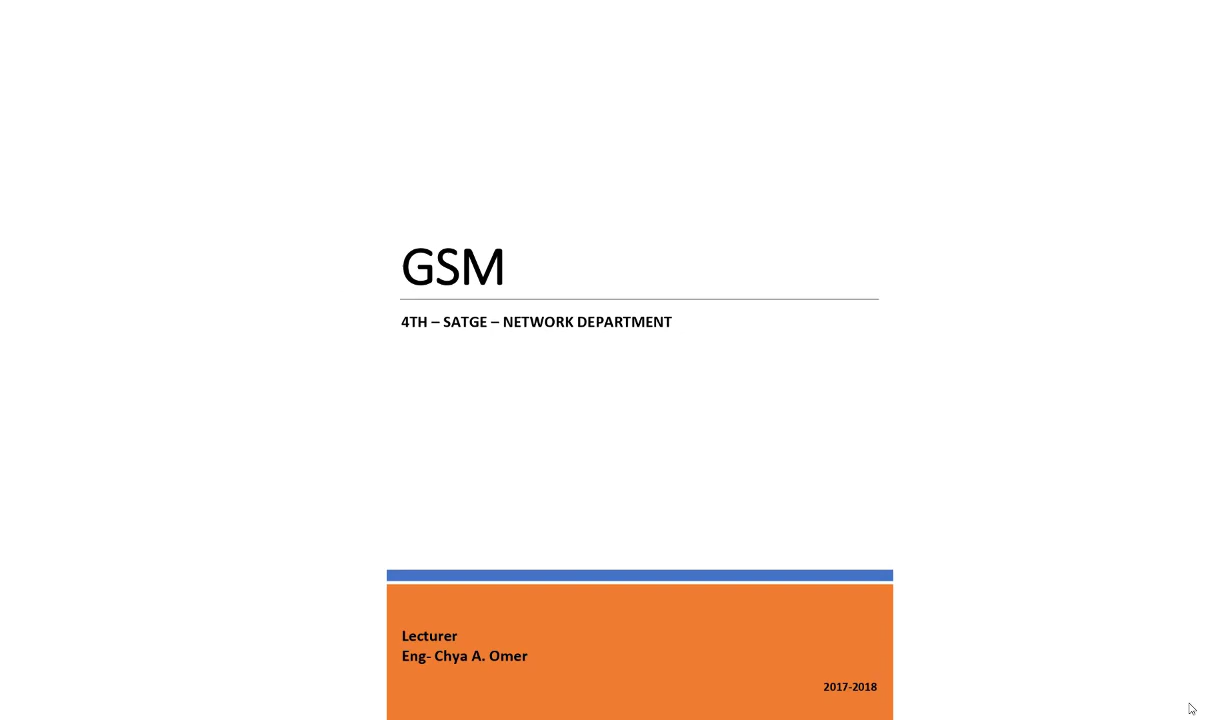 GSM
4TH – SATGE – NETWORK DEPARTMENT
Lecturer
Eng- Chya A. Omer
2017-2018